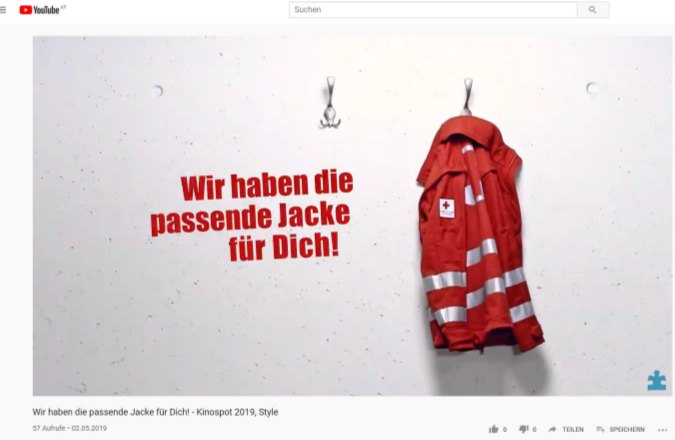 YouTube AT
Suchen
Wir haben die
passende Jacke
für Dich!
Wir haben die passende Jacke für Dich! - Kinospot 2019, Style
57 Aufrufe • 02.05.2019
0 0 TEILEN SPEICHERN